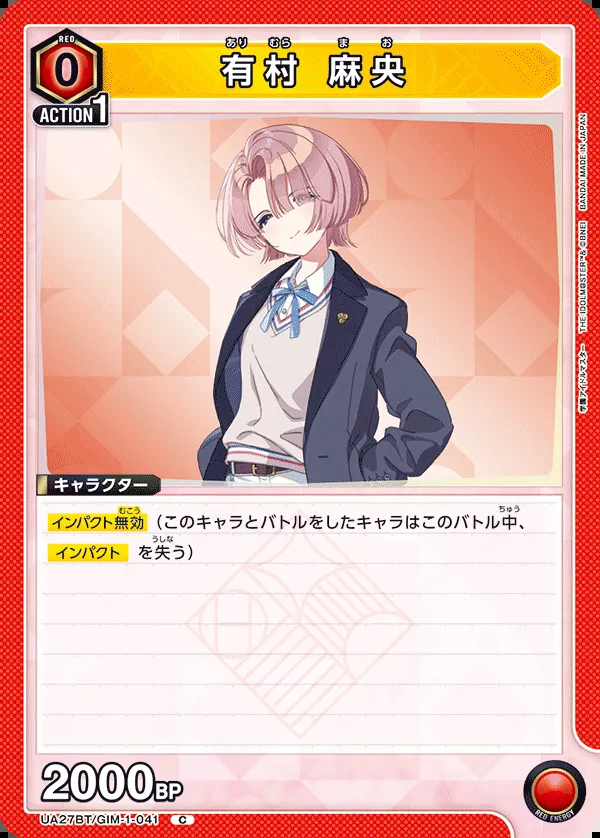 RED
0
ACTION 1
あり むら ま お
有村 麻央
BANDAI MADE IN JAPAN
THE IDOLM@STER™& ©BNEI
学園アイドルマスター
キャラクター
むこう ちゅう
インパクト無効（このキャラとバトルをしたキャラはこのバトル中、
うしな
インパクト を失う）
2000BP
UA27BT/GIM-1-041 C
RED ENERGY